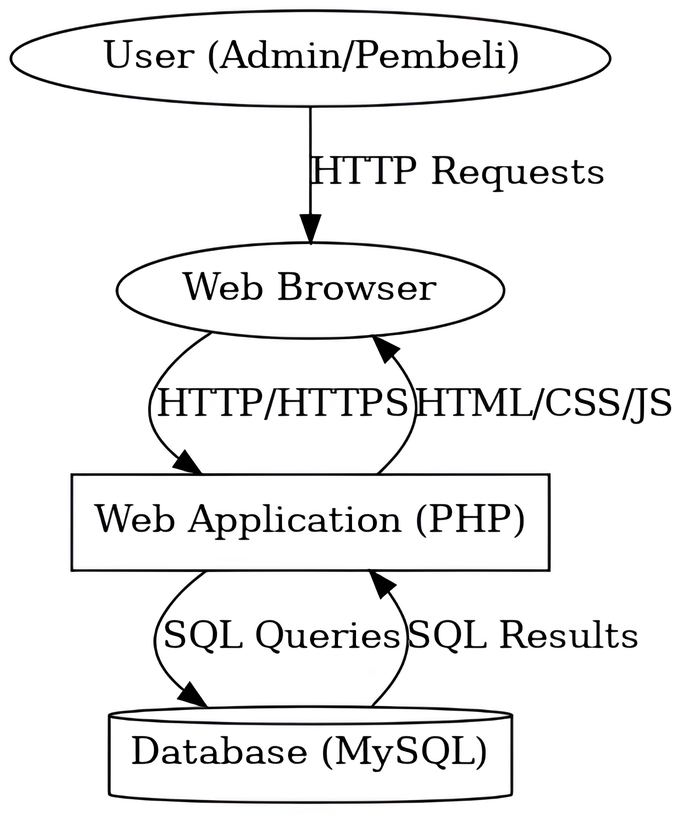 User (Admin/Pembeli)
HTTP Requests
Web Browser
HTTP/HTTPS
HTML/CSS/JS
Web Application (PHP)
SQL Queries
SQL Results
Database (MySQL)